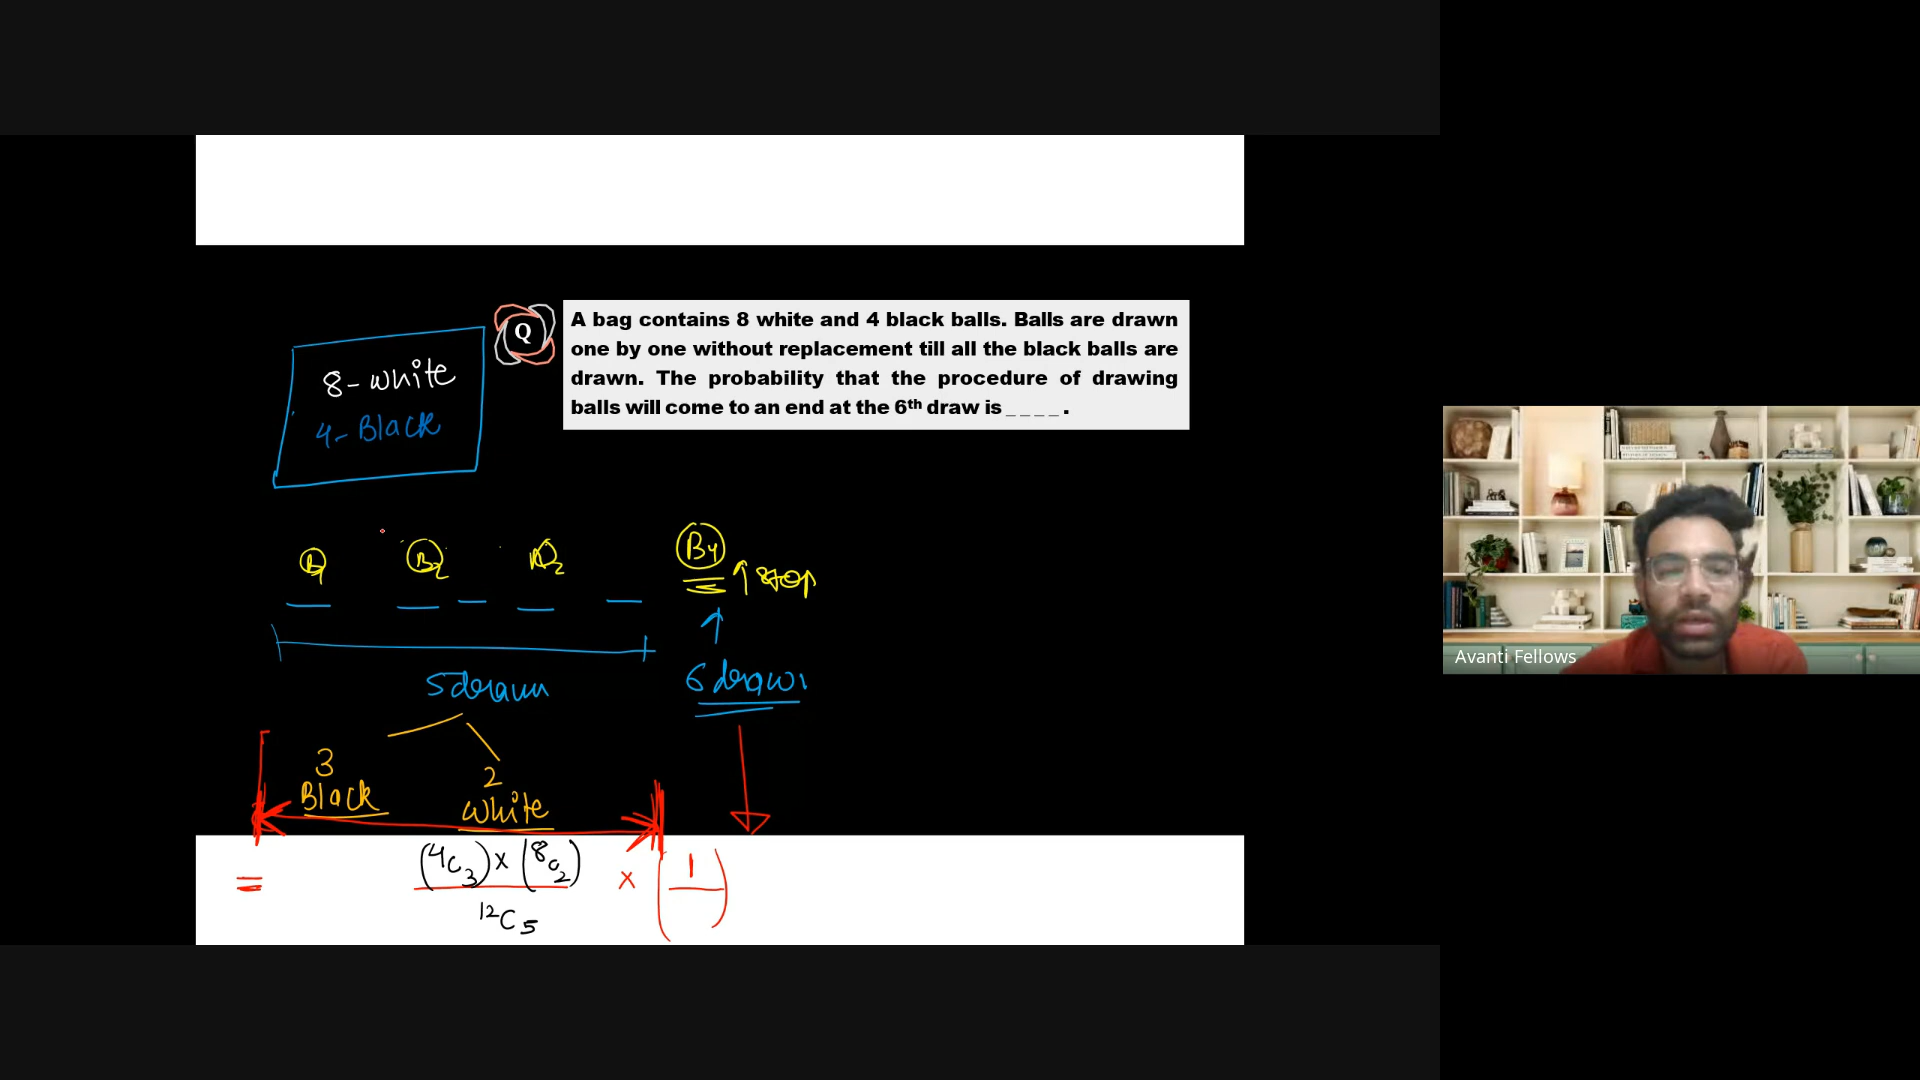 Q
A bag contains 8 white and 4 black balls. Balls are drawn
one by one without replacement till all the black balls are
drawn. The probability that the procedure of drawing
balls will come to an end at the 6th draw is _ _ _ _ .
8 - white
4 - Black
B1 B2 B4
↑ stop
5 drawn
6 draw
3
Black
2
white
= (4C3) × (8C2) / 12C5 × (1/ )
Avanti Fellows